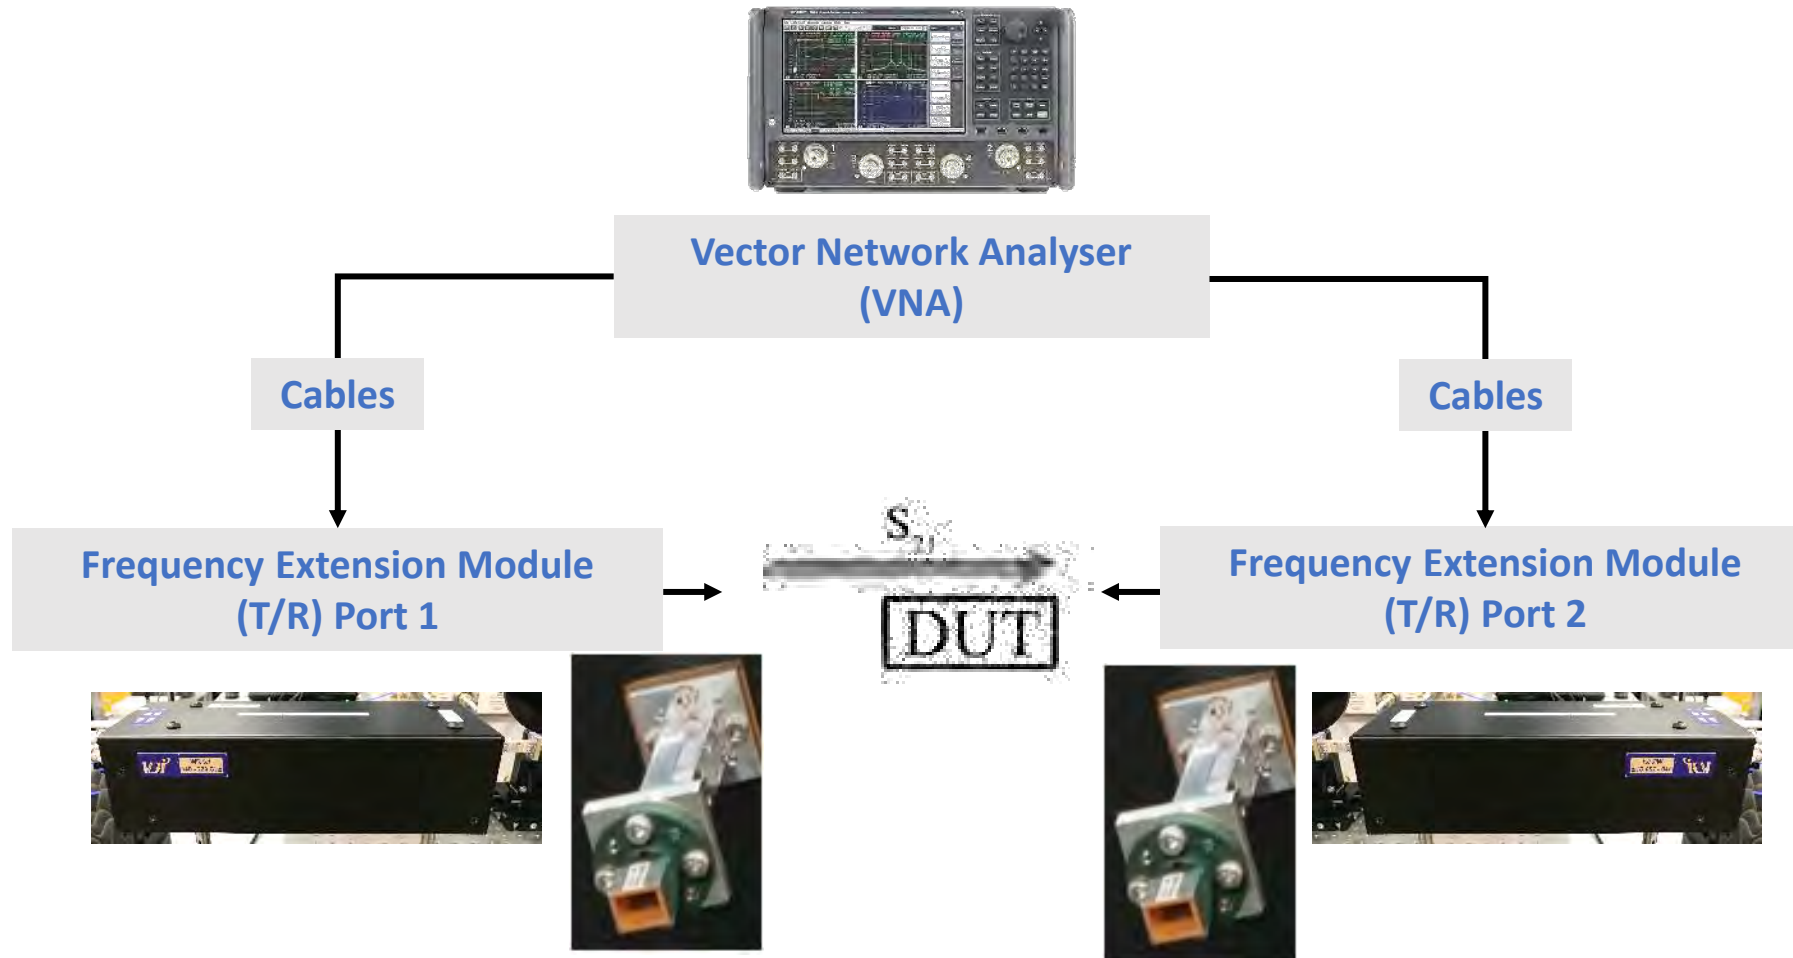 Vector Network Analyser
(VNA)
Cables
Cables
Frequency Extension Module
(T/R) Port 1
S21
DUT
Frequency Extension Module
(T/R) Port 2